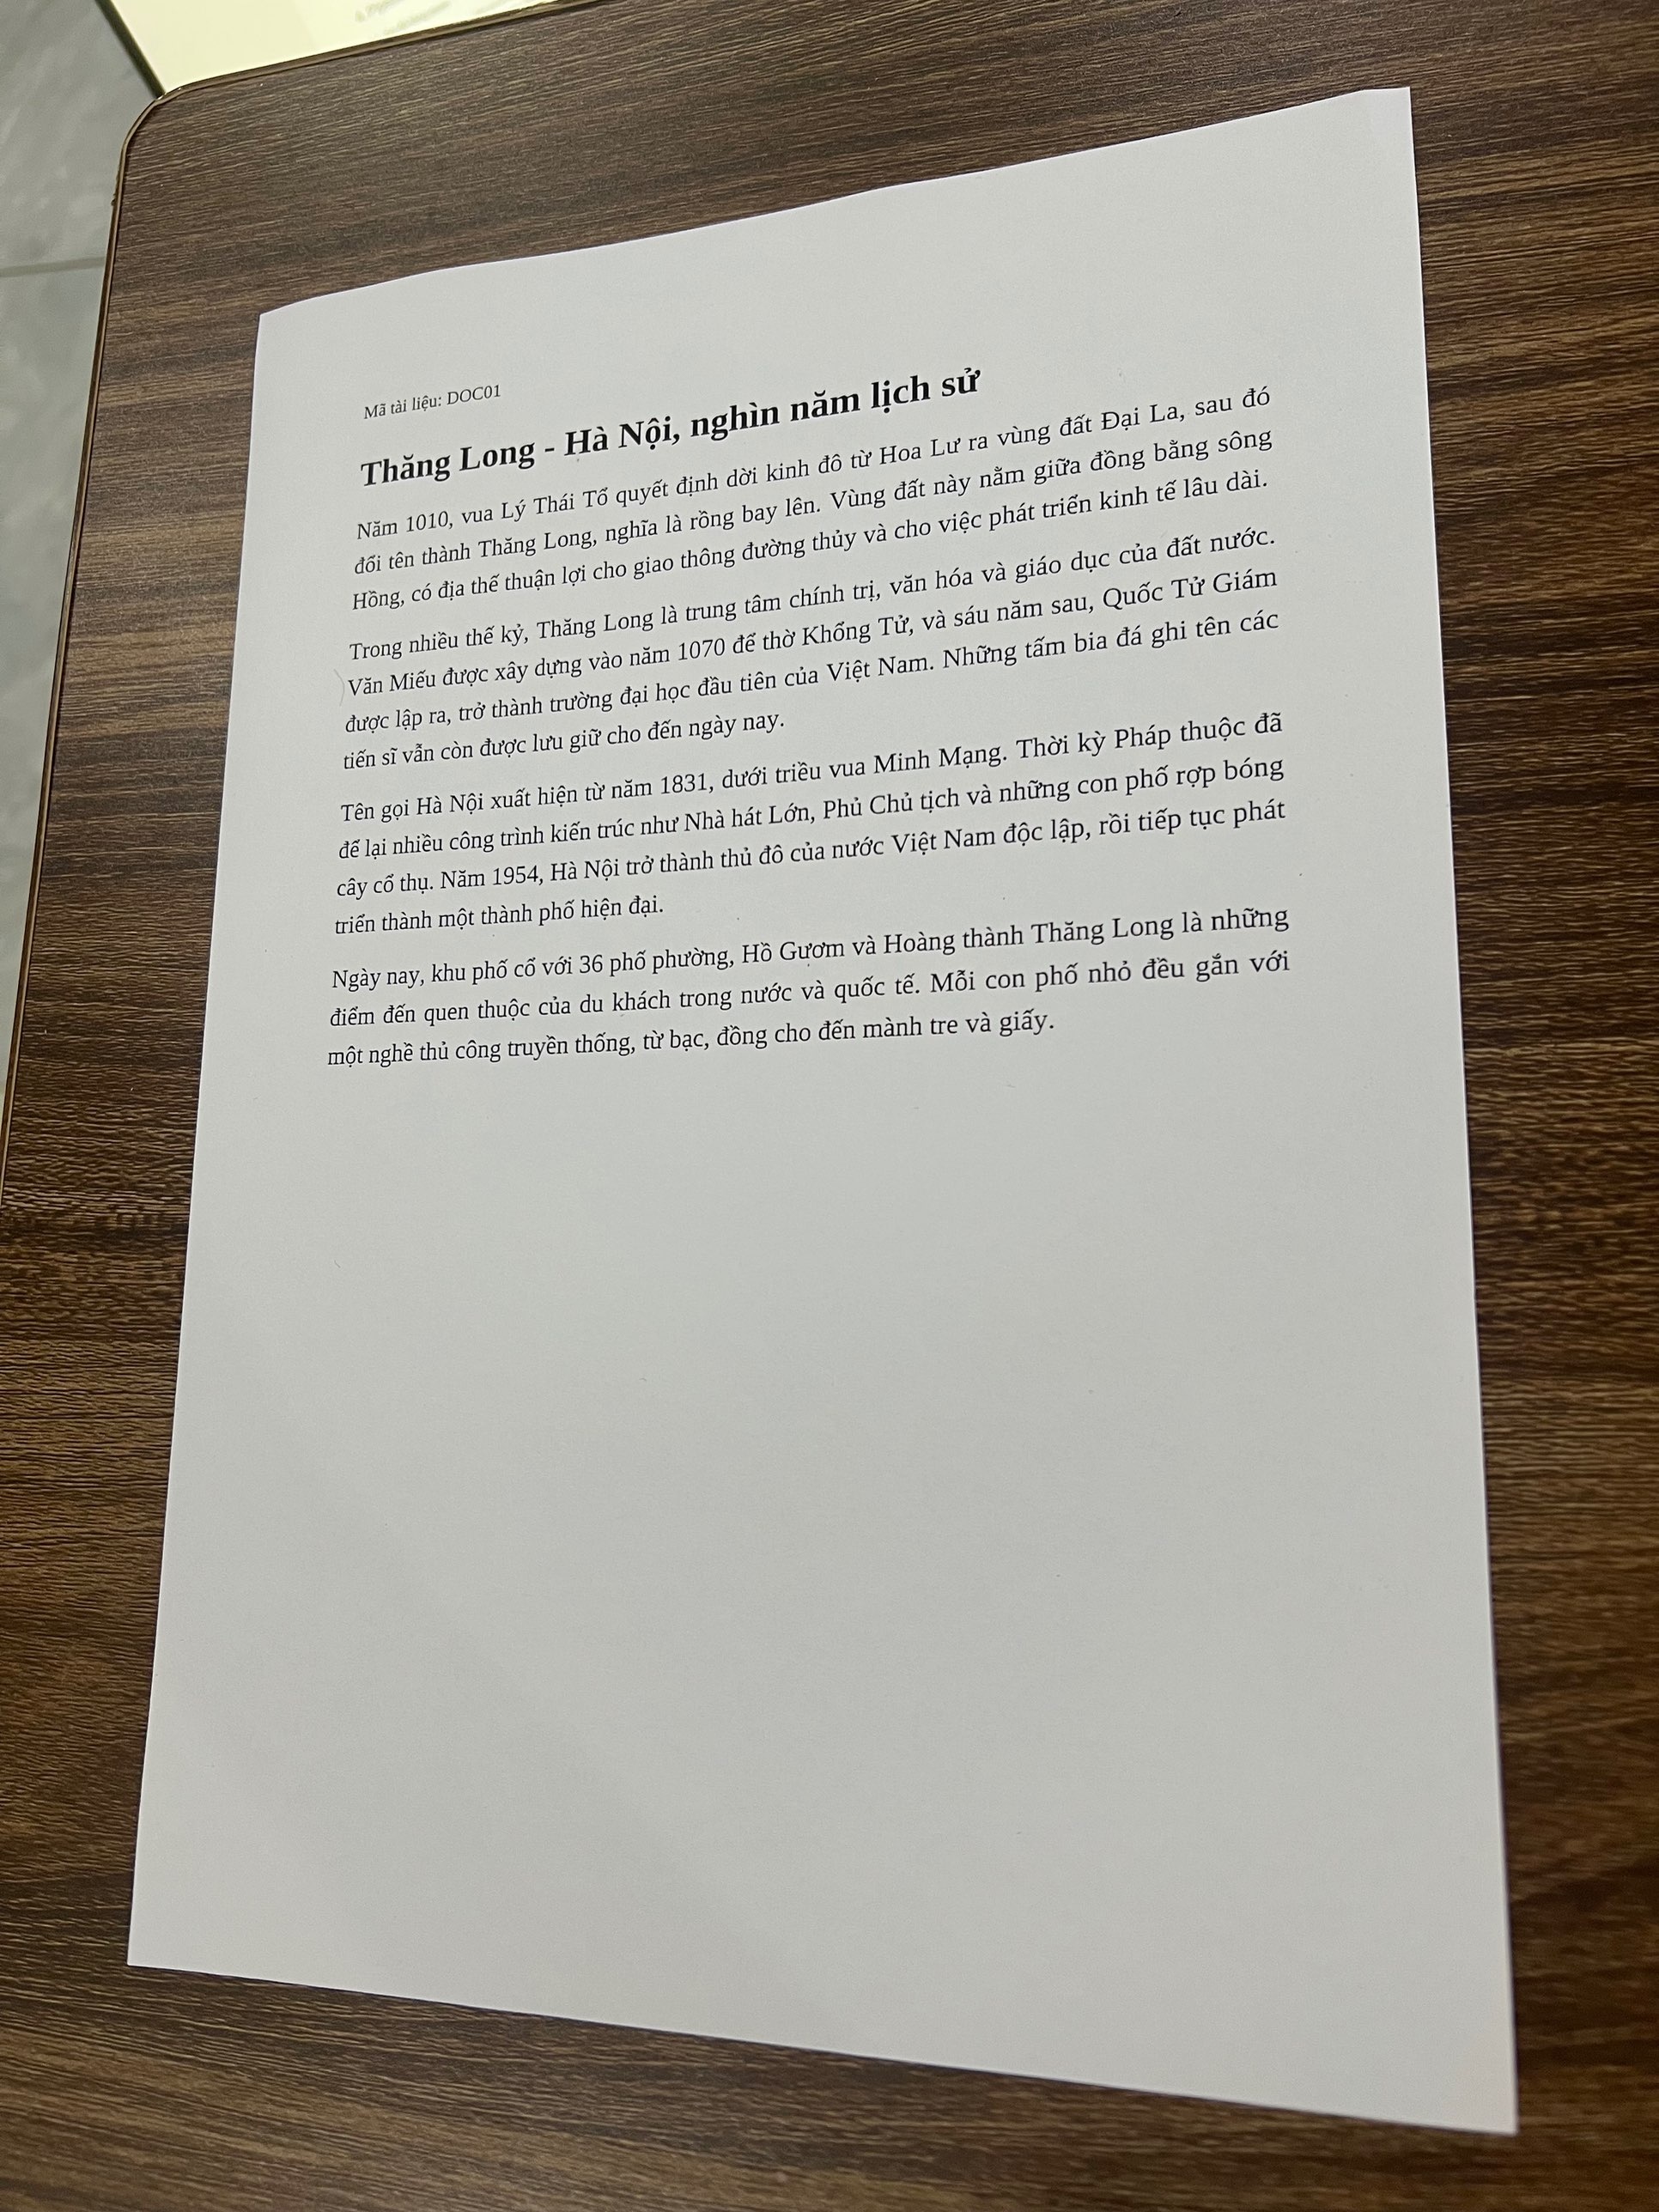 Mã tài liệu: DOC01
Thăng Long - Hà Nội, nghìn năm lịch sử
Năm 1010, vua Lý Thái Tổ quyết định dời kinh đô từ Hoa Lư ra vùng đất Đại La, sau đó
đổi tên thành Thăng Long, nghĩa là rồng bay lên. Vùng đất này nằm giữa đồng bằng sông
Hồng, có địa thế thuận lợi cho giao thông đường thủy và cho việc phát triển kinh tế lâu dài.
Trong nhiều thế kỷ, Thăng Long là trung tâm chính trị, văn hóa và giáo dục của đất nước.
Văn Miếu được xây dựng vào năm 1070 để thờ Khổng Tử, và sáu năm sau, Quốc Tử Giám
được lập ra, trở thành trường đại học đầu tiên của Việt Nam. Những tấm bia đá ghi tên các
tiến sĩ vẫn còn được lưu giữ cho đến ngày nay.
Tên gọi Hà Nội xuất hiện từ năm 1831, dưới triều vua Minh Mạng. Thời kỳ Pháp thuộc đã
để lại nhiều công trình kiến trúc như Nhà hát Lớn, Phủ Chủ tịch và những con phố rợp bóng
cây cổ thụ. Năm 1954, Hà Nội trở thành thủ đô của nước Việt Nam độc lập, rồi tiếp tục phát
triển thành một thành phố hiện đại.
Ngày nay, khu phố cổ với 36 phố phường, Hồ Gươm và Hoàng thành Thăng Long là những
điểm đến quen thuộc của du khách trong nước và quốc tế. Mỗi con phố nhỏ đều gắn với
một nghề thủ công truyền thống, từ bạc, đồng cho đến mành tre và giấy.